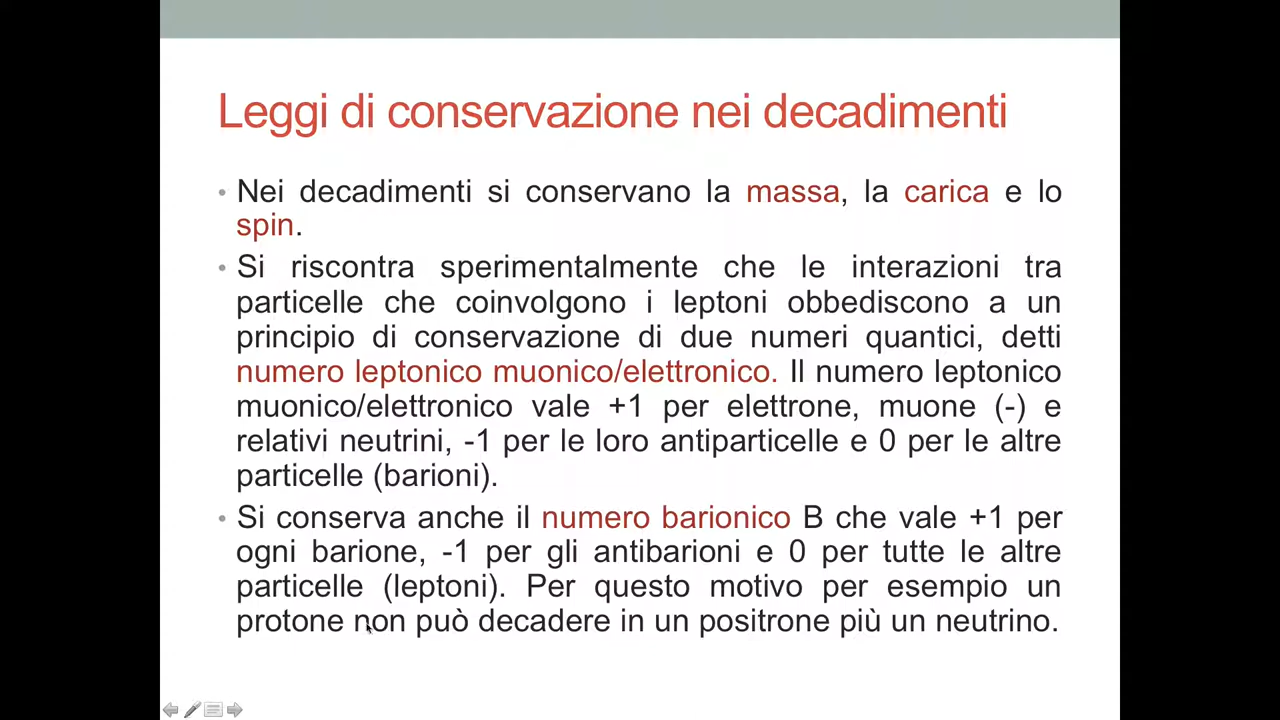 Leggi di conservazione nei decadimenti
• Nei decadimenti si conservano la massa, la carica e lo
spin.
• Si riscontra sperimentalmente che le interazioni tra
particelle che coinvolgono i leptoni obbediscono a un
principio di conservazione di due numeri quantici, detti
numero leptonico muonico/elettronico. Il numero leptonico
muonico/elettronico vale +1 per elettrone, muone (-) e
relativi neutrini, -1 per le loro antiparticelle e 0 per le altre
particelle (barioni).
• Si conserva anche il numero barionico B che vale +1 per
ogni barione, -1 per gli antibarioni e 0 per tutte le altre
particelle (leptoni). Per questo motivo per esempio un
protone non può decadere in un positrone più un neutrino.